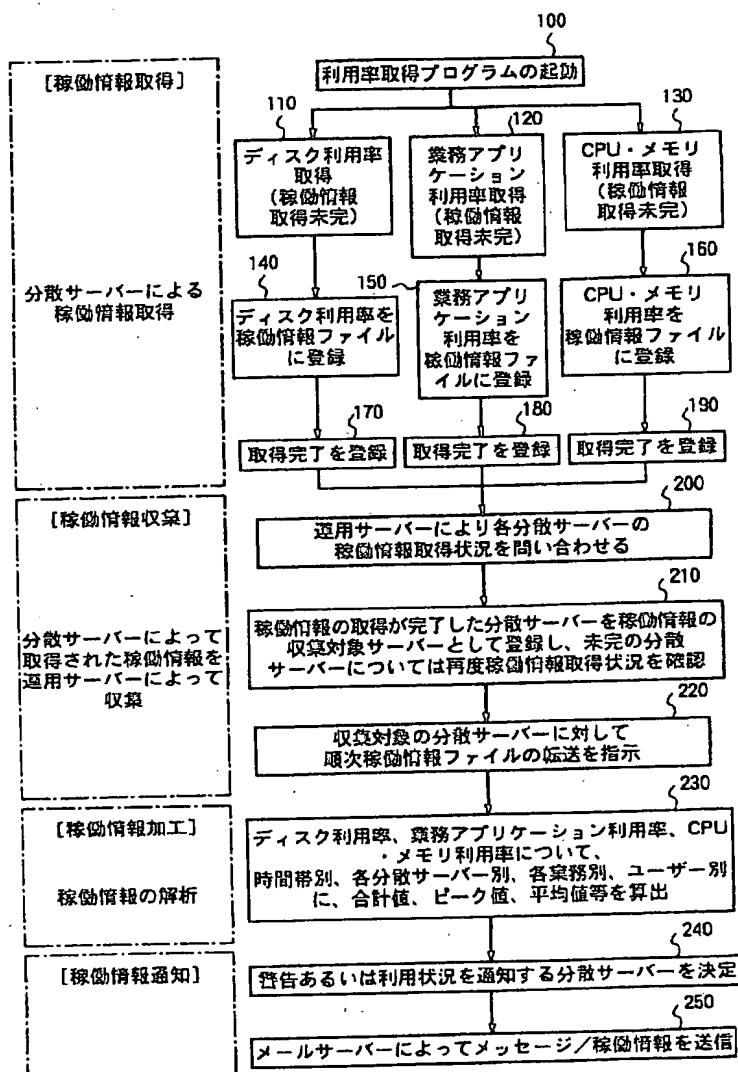 100
利用率取得プログラムの起動
[稼働情報取得]
分散サーバーによる
稼働情報取得
110
ディスク利用率
取得
(稼働情報
取得未完)
120
業務アプリ
ケーション
利用率取得
(稼働情報
取得未完)
130
CPU・メモリ
利用率取得
(稼働情報
取得未完)
140
ディスク利用率を
稼働情報ファイル
に登録
150
業務アプリ
ケーション
利用率を
稼働情報ファ
イルに登録
160
CPU・メモリ
利用率を
稼働情報ファイル
に登録
170
取得完了を登録
180
取得完了を登録
190
取得完了を登録
[稼働情報収集]
分散サーバーによって
取得された稼働情報を
運用サーバーによって
収集
200
運用サーバーにより各分散サーバーの
稼働情報取得状況を問い合わせる
210
稼働情報の取得が完了した分散サーバーを稼働情報の
収集対象サーバーとして登録し、未完の分散
サーバーについては再度稼働情報取得状況を確認
220
収集対象の分散サーバーに対して
順次稼働情報ファイルの転送を指示
[稼働情報加工]
稼働情報の解析
230
ディスク利用率、業務アプリケーション利用率、CPU
・メモリ利用率について、
時間帯別、各分散サーバー別、各業務別、ユーザー別
に、合計値、ピーク値、平均値等を算出
[稼働情報通知]
240
警告あるいは利用状況を通知する分散サーバーを決定
250
メールサーバーによってメッセージ/稼働情報を送信